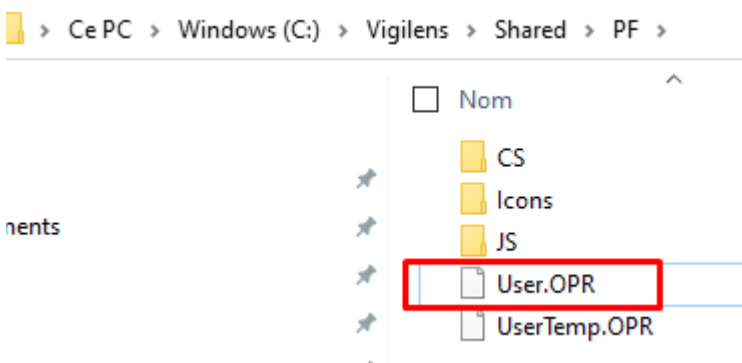 Ce PC > Windows (C:) > Vigilens > Shared > PF >
Nom
CS
Icons
nents
JS
User.OPR
UserTemp.OPR